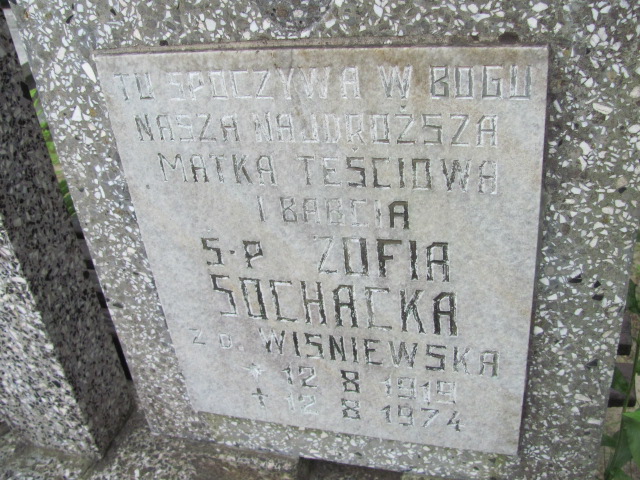 TU SPOCZYWA W BOGU
NASZA NAJDROŻSZA
MATKA TEŚCIOWA
I BABCIA
Ś.P ZOFIA
SOCHACKA
Z D. WIŚNIEWSKA
* 12 8 1919
+ 12 8 1974